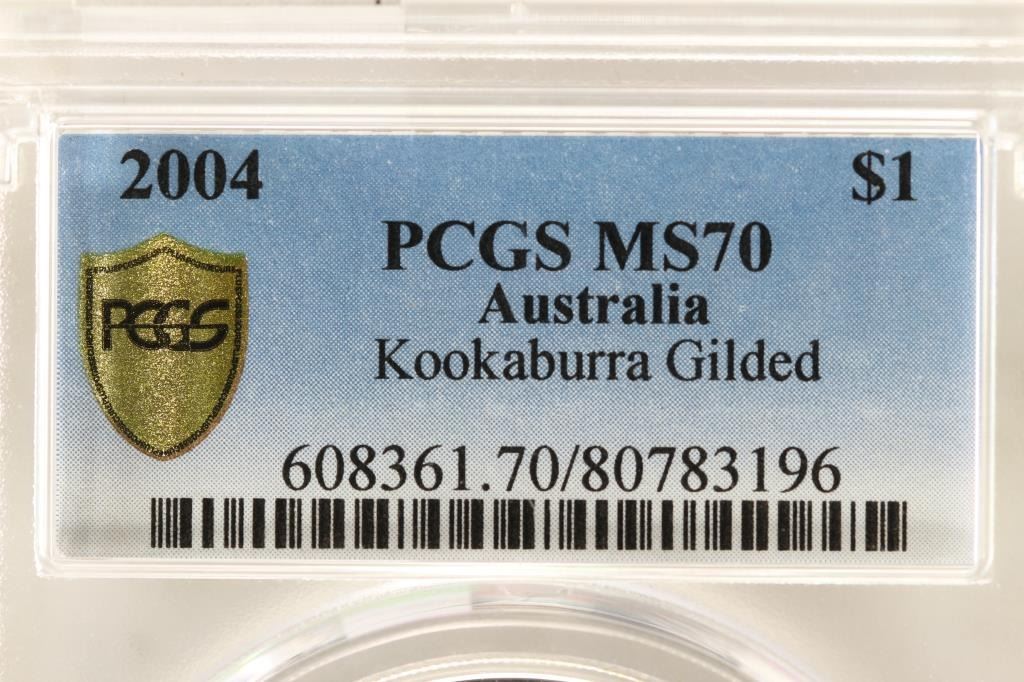 2004 $1
PCGS MS70
Australia
Kookaburra Gilded
PCGS
608361.70/80783196